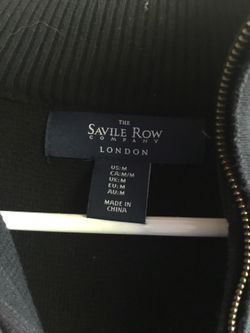 THE
SAVILE ROW
COMPANY
LONDON
US:M
CA:M/M
UK:M
EU:M
AU:M
MADE IN
CHINA